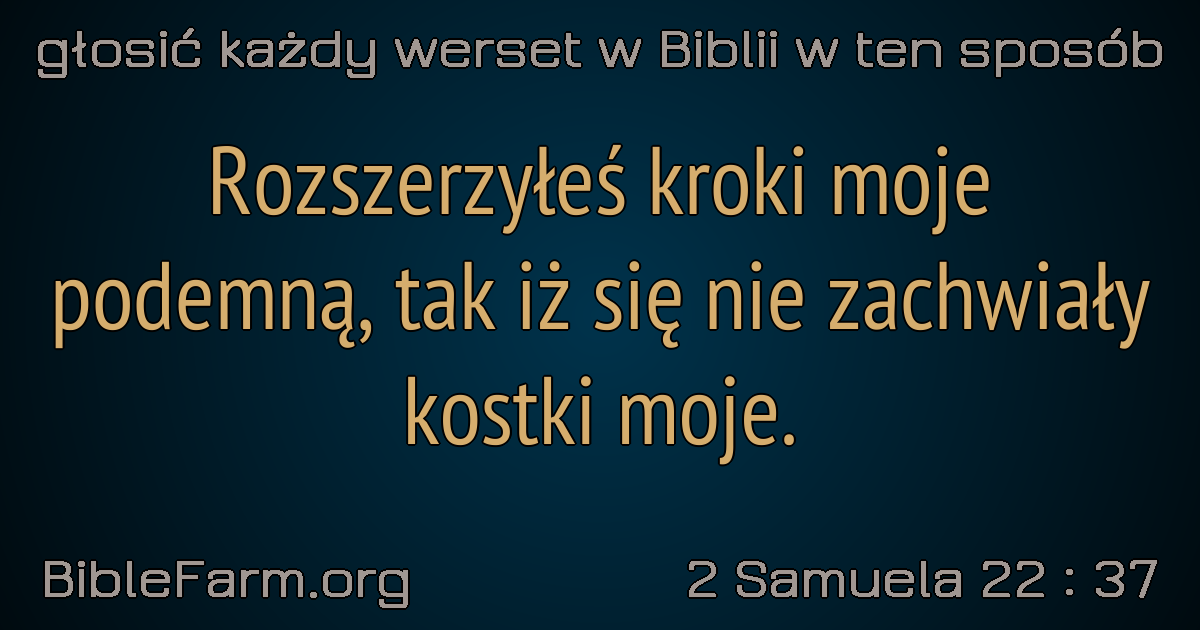 głosić każdy werset w Biblii w ten sposób
Rozszerzyłeś kroki moje
podemną, tak iż się nie zachwiały
kostki moje.
BibleFarm.org
2 Samuela 22 : 37